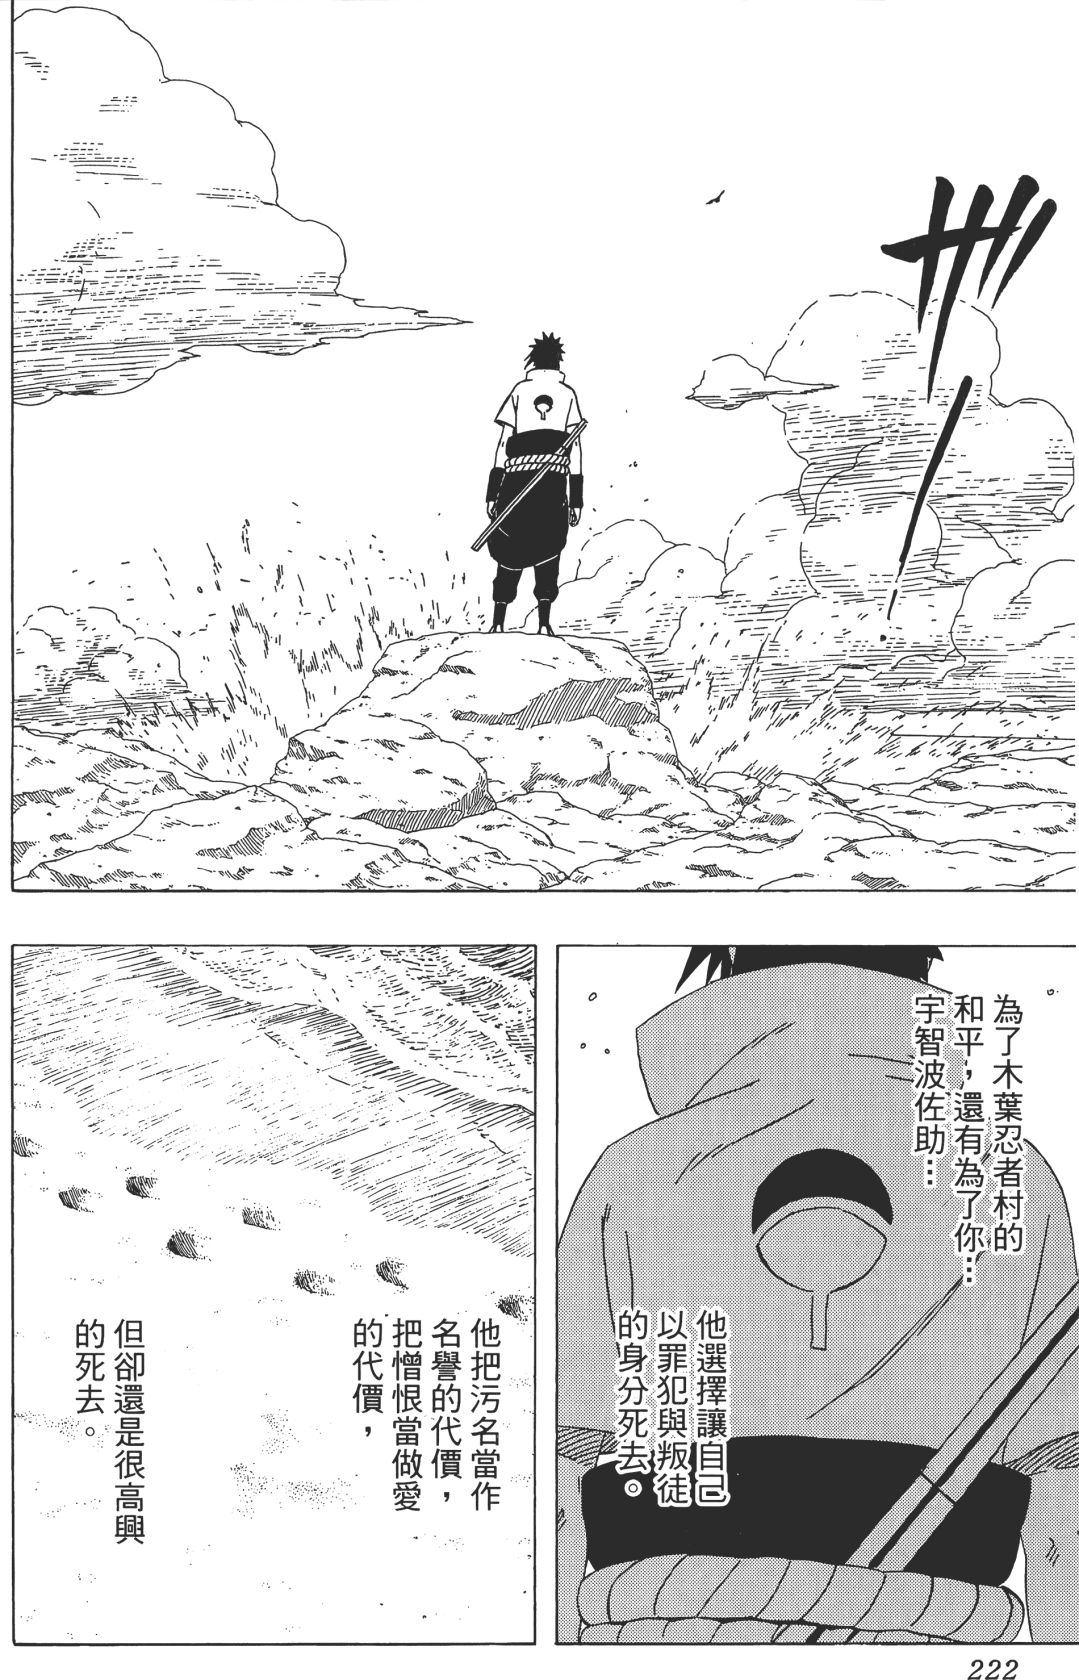 ザッ
為了木葉忍者村的
和平，還有為了你…
宇智波佐助…
他選擇讓自己
以罪犯與叛徒
的身分死去。
他把污名當作
名譽的代價，
把憎恨當做愛
的代價，
但卻還是很高興
的死去。
222